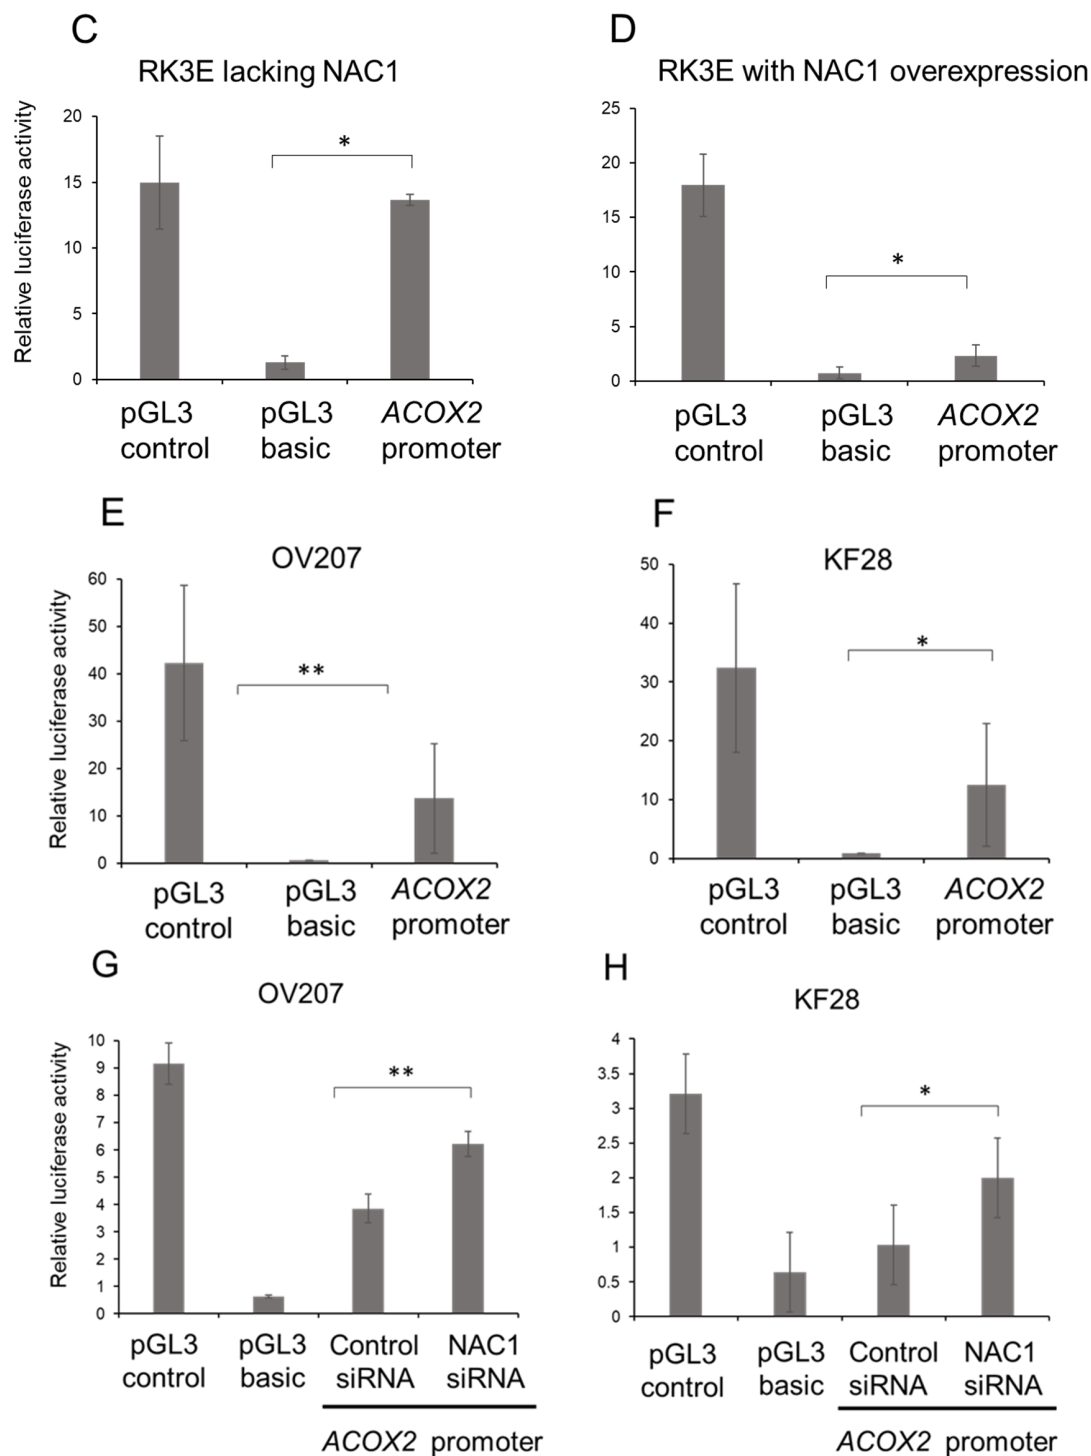 C
RK3E lacking NAC1
Relative luciferase activity
20
15
10
5
0
*
pGL3 control
pGL3 basic
ACOX2 promoter
D
RK3E with NAC1 overexpression
25
20
15
10
5
0
*
pGL3 control
pGL3 basic
ACOX2 promoter
E
OV207
Relative luciferase activity
60
50
40
30
20
10
0
**
pGL3 control
pGL3 basic
ACOX2 promoter
F
KF28
50
40
30
20
10
0
*
pGL3 control
pGL3 basic
ACOX2 promoter
G
OV207
Relative luciferase activity
10
9
8
7
6
5
4
3
2
1
0
**
pGL3 control
pGL3 basic
Control siRNA
NAC1 siRNA
ACOX2 promoter
H
KF28
4
3.5
3
2.5
2
1.5
1
0.5
0
*
pGL3 control
pGL3 basic
Control siRNA
NAC1 siRNA
ACOX2 promoter